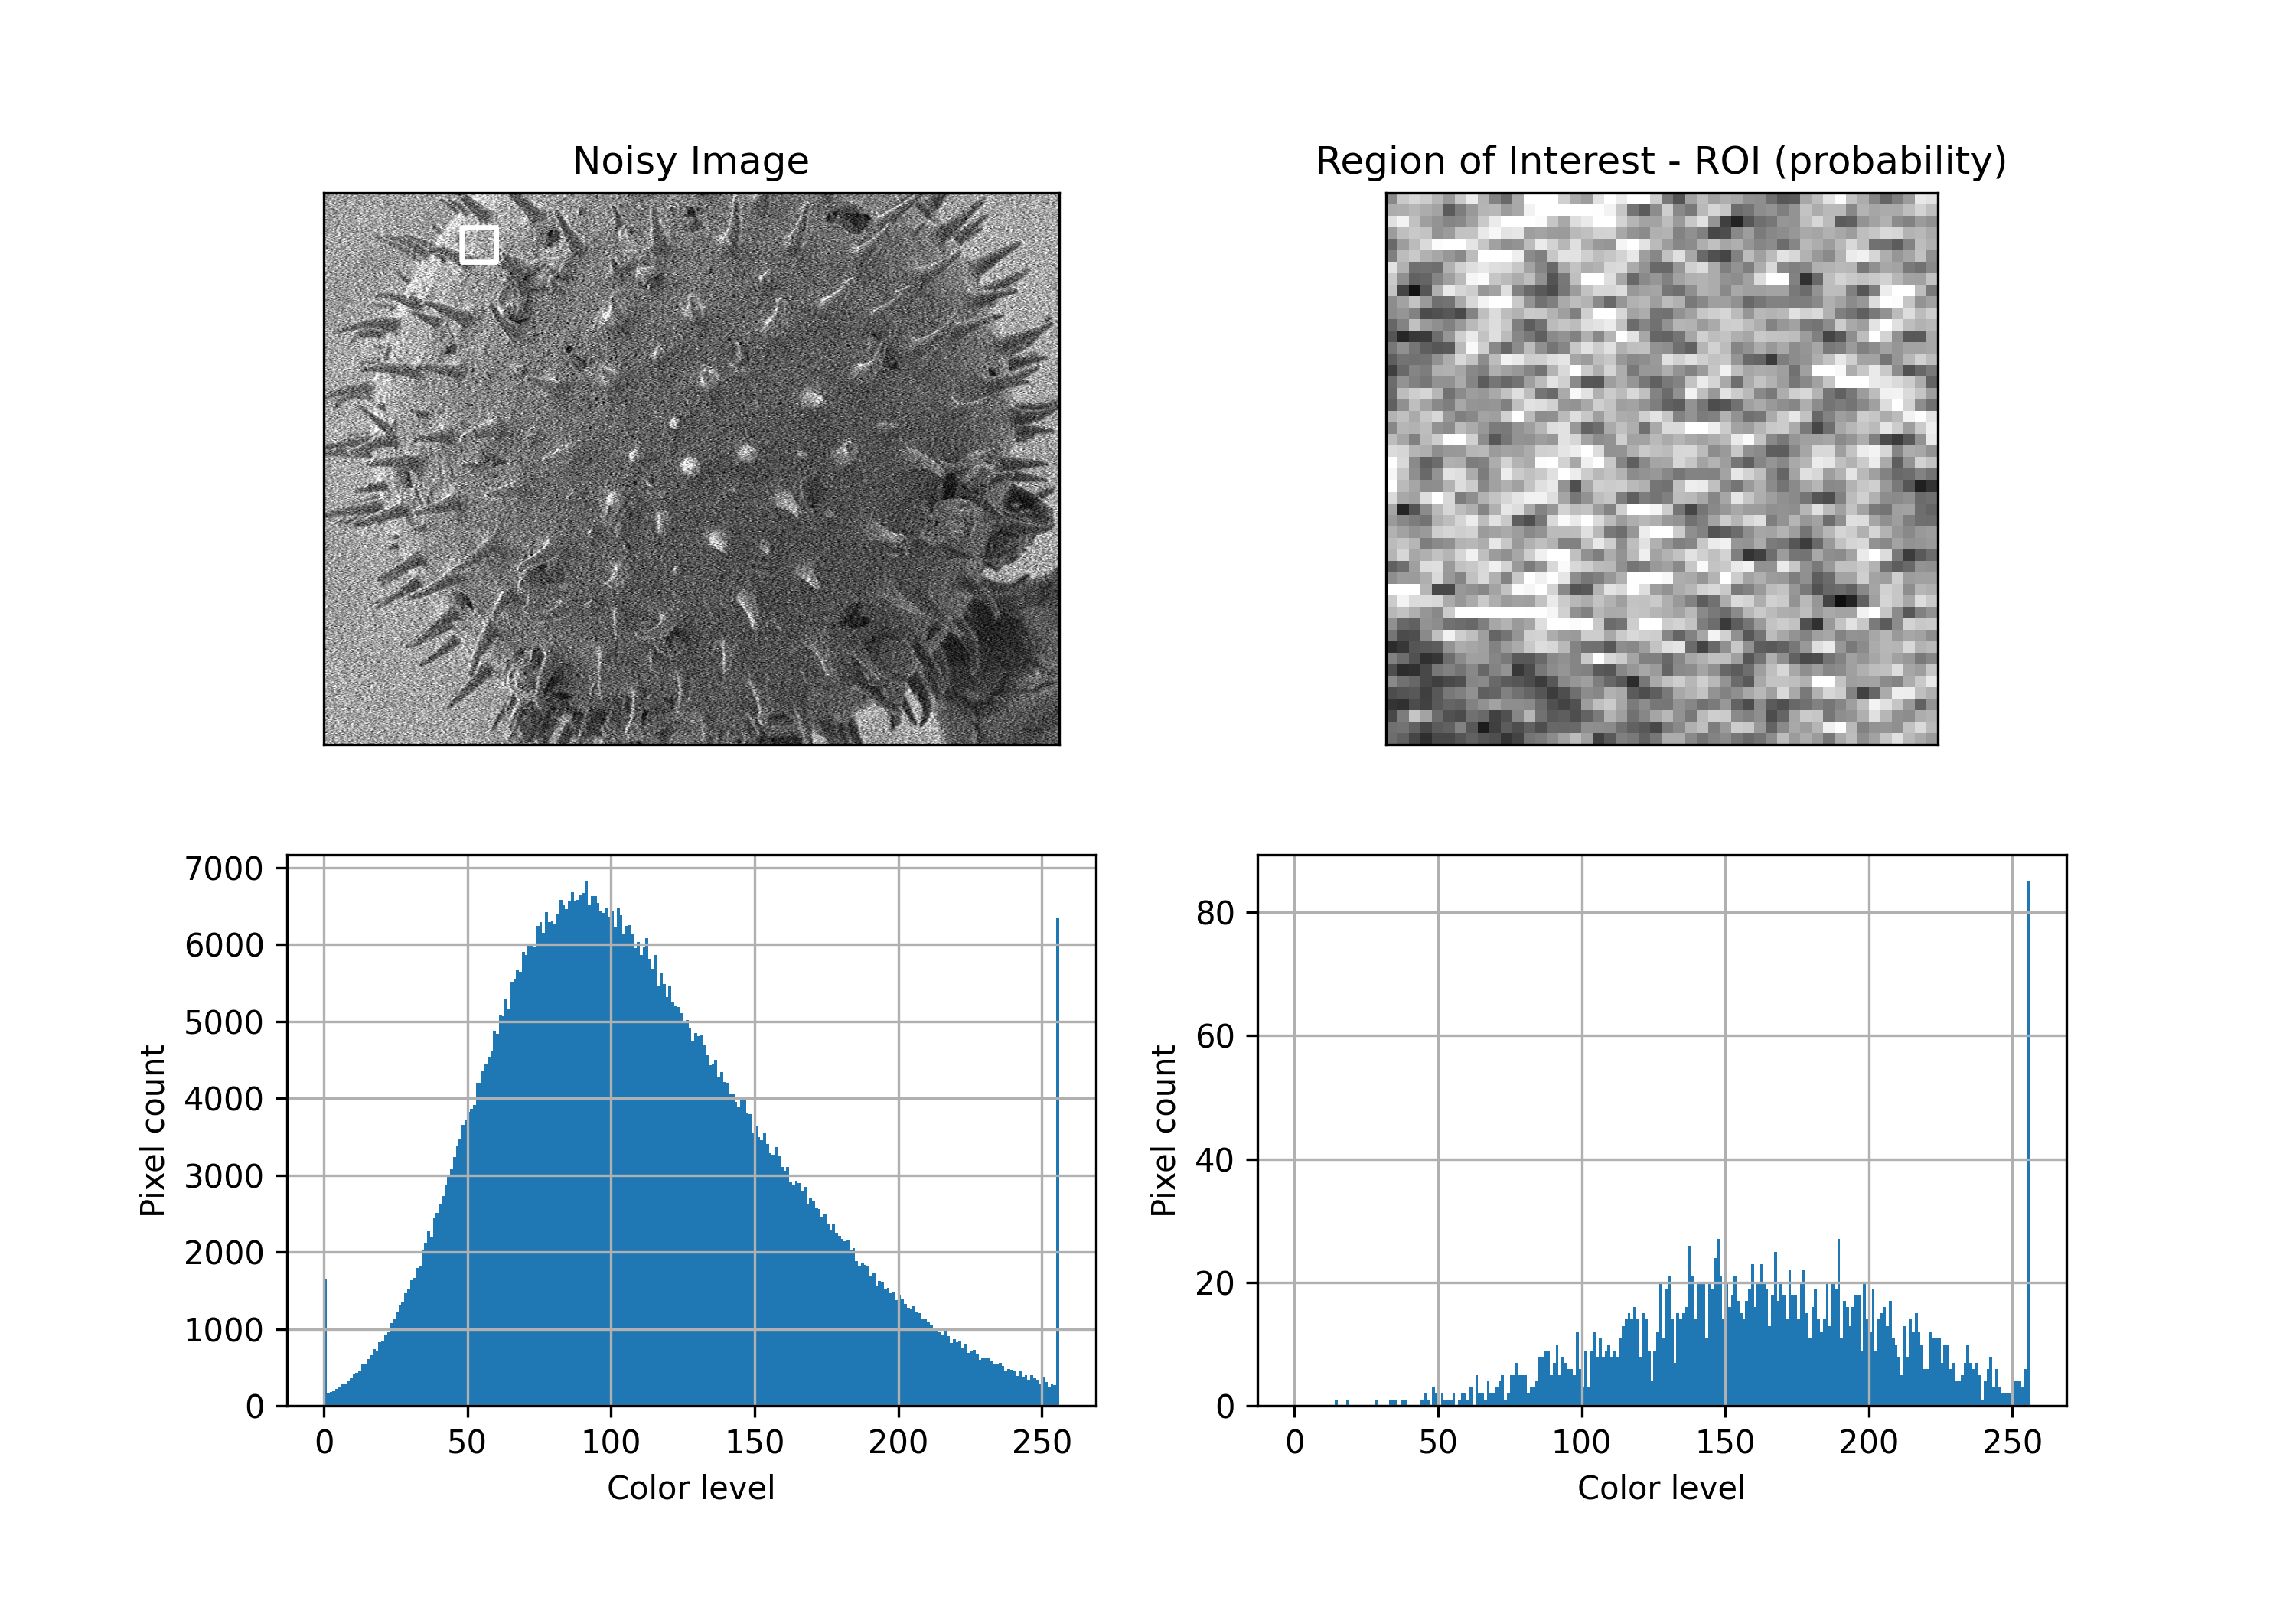 Noisy Image
Region of Interest - ROI (probability)
7000
6000
5000
4000
3000
2000
1000
0
Pixel count
0 50 100 150 200 250
Color level
80
60
40
20
0
Pixel count
0 50 100 150 200 250
Color level